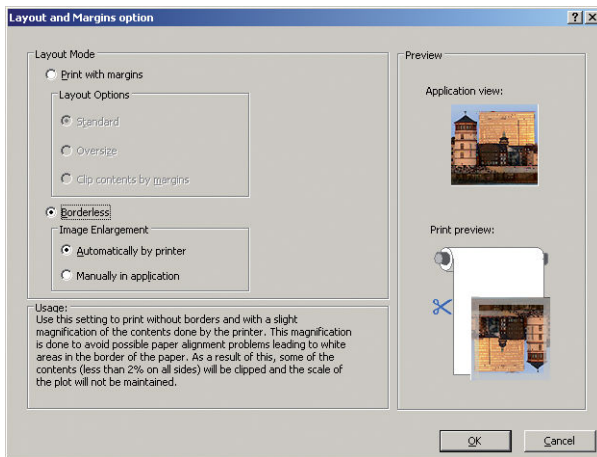 Layout and Margins option
Layout Mode
Print with margins
Layout Options
Standard
Oversize
Clip contents by margins
Borderless
Image Enlargement
Automatically by printer
Manually in application
Usage:
Use this setting to print without borders and with a slight
magnification of the contents done by the printer. This magnification
is done to avoid possible paper alignment problems leading to white
areas in the border of the paper. As a result of this, some of the
contents (less than 2% on all sides) will be clipped and the scale of
the plot will not be maintained.
Preview
Application view:
Print preview:
OK
Cancel